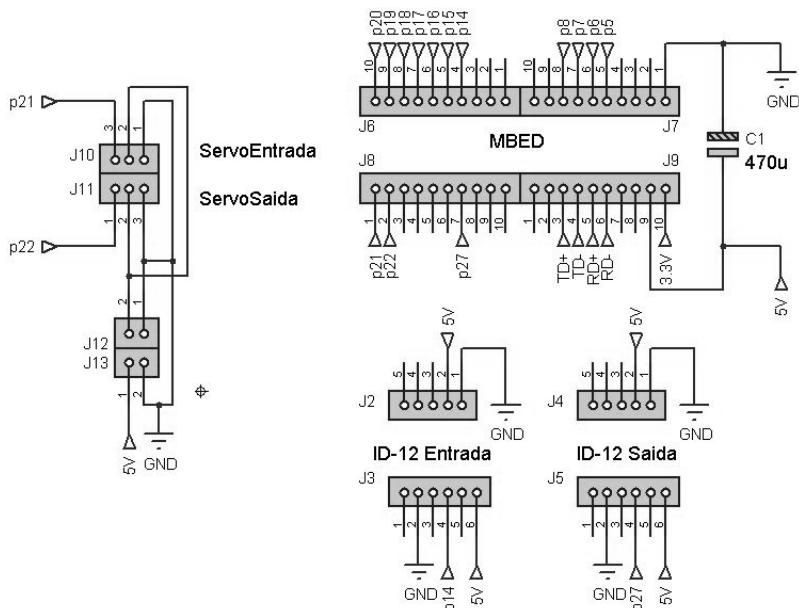 p20 p19 p18 p17 p16 p15 p14 p8 p7 p6 p5
10 9 8 7 6 5 4 3 2 1 10 9 8 7 6 5 4 3 2 1
GND
p21
3 2 1
J10
ServoEntrada
J6
MBED
J7
C1
470u
J11
ServoSaida
J8
J9
1 2 3
p22
1 2 3 4 5 6 7 8 9 10 1 2 3 4 5 6 7 8 9 10
p21 p22 p27 TD+ TD- RD+ RD- 3.3V
5V
2 1
J12
J13
1 2
5V
GND
5V
5 4 3 2 1
J2
GND
ID-12 Entrada
J3
1 2 3 4 5 6
GND
p14
5V
5V
5 4 3 2 1
J4
GND
ID-12 Saida
J5
1 2 3 4 5 6
GND
p27
5V